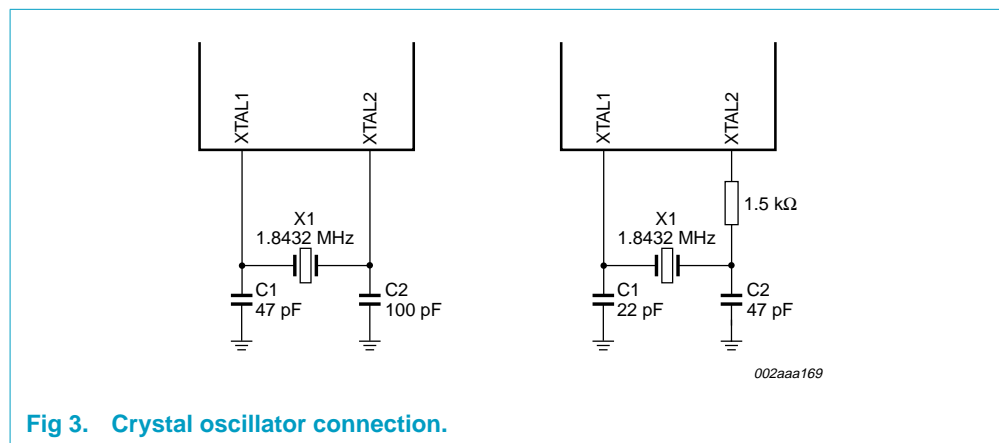 XTAL1
XTAL2
X1
1.8432 MHz
C1
47 pF
C2
100 pF
XTAL1
XTAL2
1.5 kΩ
X1
1.8432 MHz
C1
22 pF
C2
47 pF
002aaa169
Fig 3. Crystal oscillator connection.